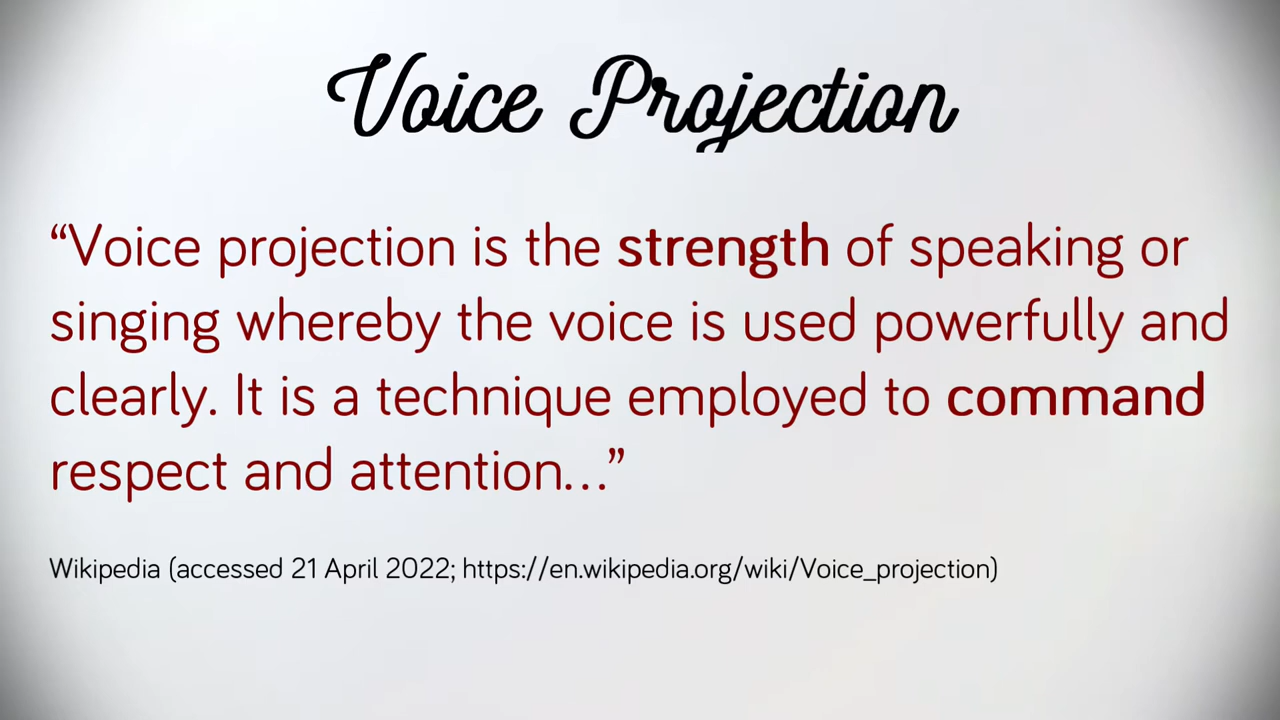 Voice Projection
“Voice projection is the strength of speaking or
singing whereby the voice is used powerfully and
clearly. It is a technique employed to command
respect and attention...”
Wikipedia (accessed 21 April 2022; https://en.wikipedia.org/wiki/Voice_projection)